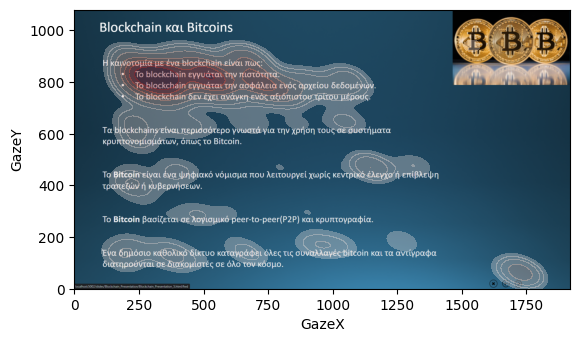 Blockchain και Bitcoins
Η καινοτομία με ένα blockchain είναι πως:
• Το blockchain εγγυάται την πιστότητα.
• Το blockchain εγγυάται την ασφάλεια ενός αρχείου δεδομένων.
• Το blockchain δεν έχει ανάγκη ενός αξιόπιστου τρίτου μέρους.
Τα blockchains είναι περισσότερο γνωστά για την χρήση τους σε συστήματα
κρυπτονομισμάτων, όπως το Bitcoin.
Το Bitcoin είναι ένα ψηφιακό νόμισμα που λειτουργεί χωρίς κεντρικό έλεγχο ή επίβλεψη
τραπεζών ή κυβερνήσεων.
Το Bitcoin βασίζεται σε λογισμικό peer-to-peer(P2P) και κρυπτογραφία.
Ένα δημόσιο καθολικό δίκτυο καταγράφει όλες τις συναλλαγές bitcoin και τα αντίγραφα
διατηρούνται σε διακομιστές σε όλο τον κόσμο.
GazeY
1000
800
600
400
200
0
0 250 500 750 1000 1250 1500 1750
GazeX